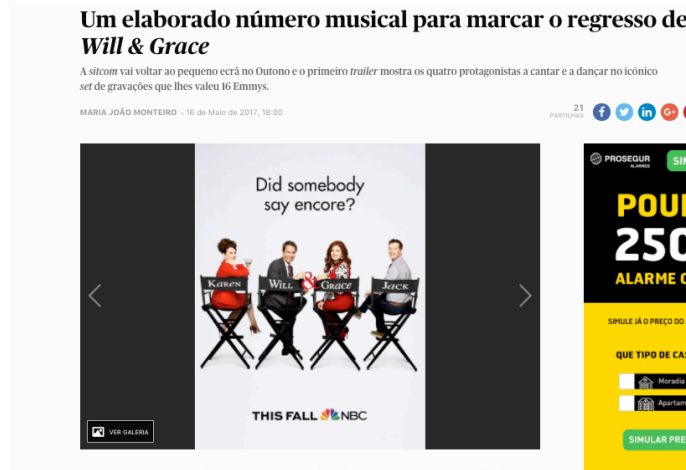 Um elaborado número musical para marcar o regresso de
Will & Grace
A sitcom vai voltar ao pequeno ecrã no Outono e o primeiro trailer mostra os quatro protagonistas a cantar e a dançar no icónico
set de gravações que lhes valeu 16 Emmys.
MARIA JOÃO MONTEIRO - 16 de Maio de 2017, 18:00
21
PARTILHAS
Did somebody
say encore?
KAREN WILL & GRACE JACK
THIS FALL NBC
VER GALERIA
PROSEGUR
ALARMES
SIM
POU
250
ALARME C
SIMULE JÁ O PREÇO DO
QUE TIPO DE CAS
Moradia
Apartam
SIMULAR PRE